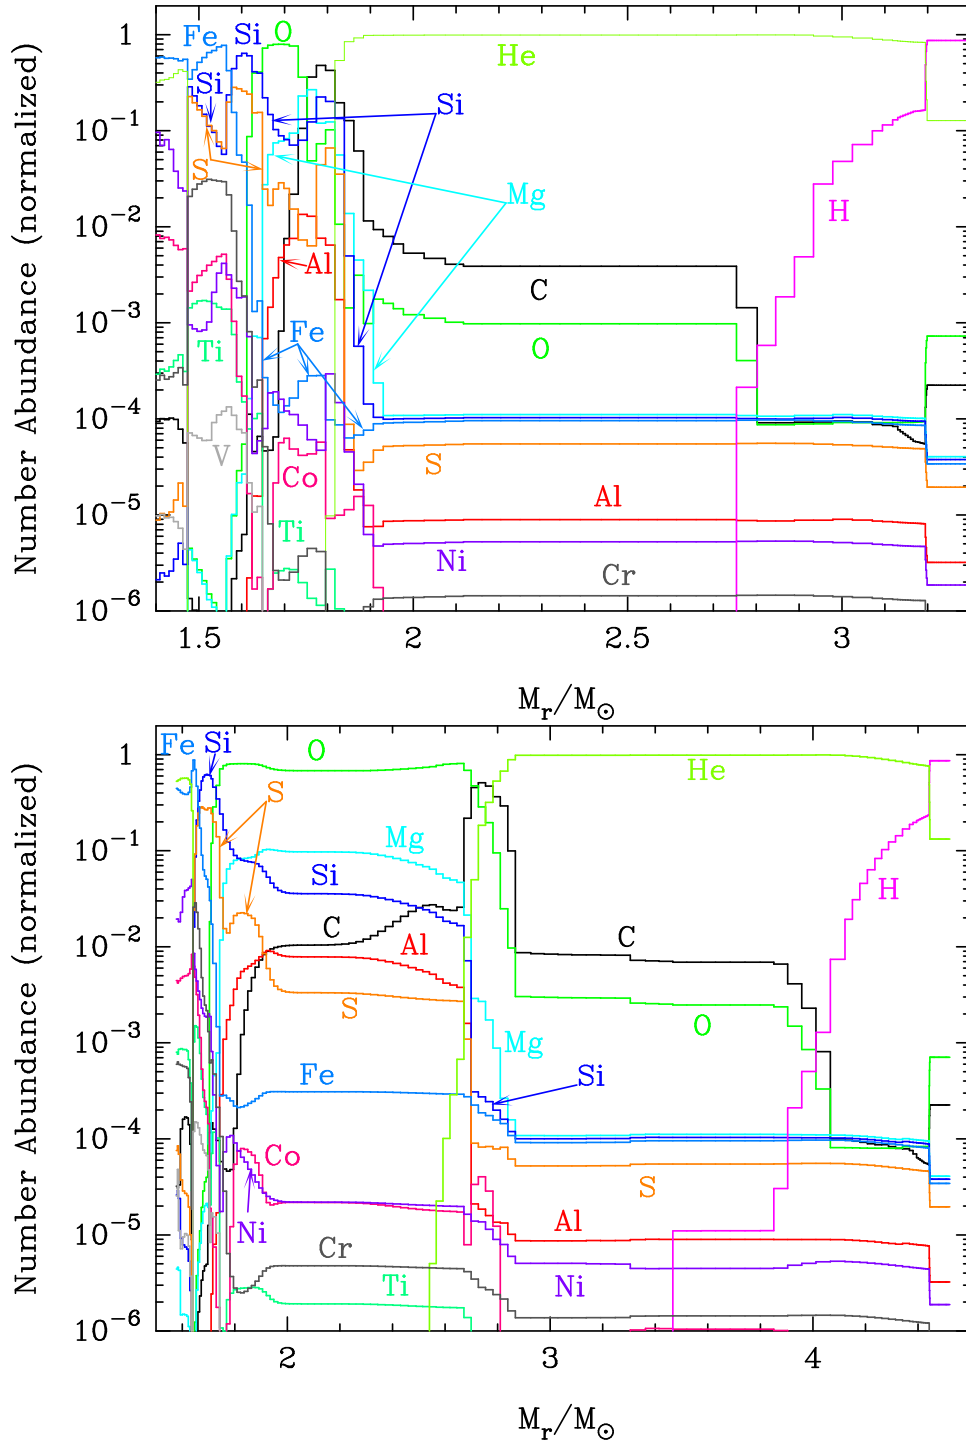 Number Abundance (normalized)
1
10⁻¹
10⁻²
10⁻³
10⁻⁴
10⁻⁵
10⁻⁶
Fe Si O
He
Si
Si
S
Mg
H
Al
C
Fe
Ti
O
V
S
Co
Al
Ti
Ni
Cr
1.5 2 2.5 3
M_r/M_⊙
Number Abundance (normalized)
1
10⁻¹
10⁻²
10⁻³
10⁻⁴
10⁻⁵
10⁻⁶
Fe Si O
He
S
Mg
Si
H
C
Al
C
S
O
Mg
Fe
Si
Co
S
Ni
Al
Cr
Ti
Ni
2 3 4
M_r/M_⊙